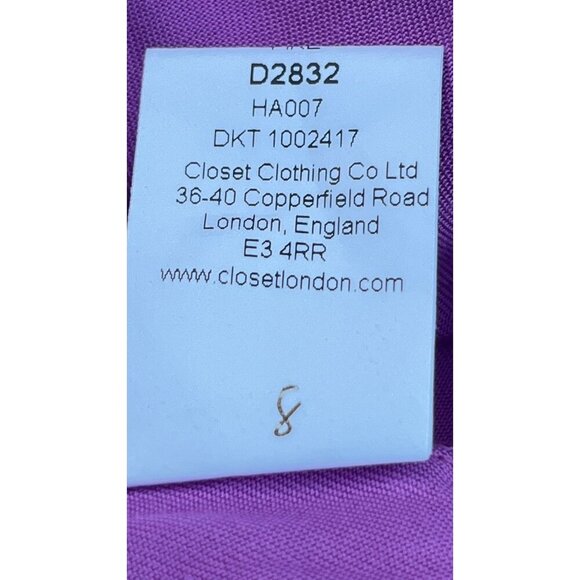 D2832
HA007
DKT 1002417
Closet Clothing Co Ltd
36-40 Copperfield Road
London, England
E3 4RR
www.closetlondon.com
8